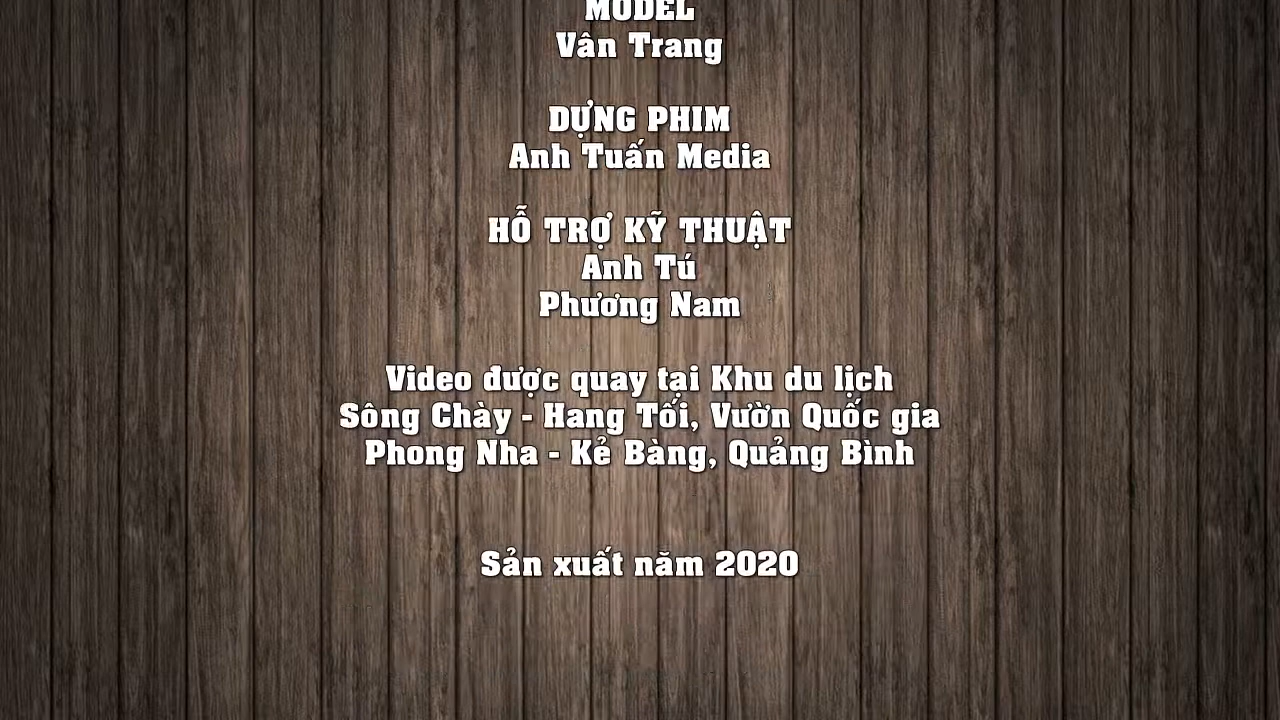 MODEL
Vân Trang
DỰNG PHIM
Anh Tuấn Media
HỖ TRỢ KỸ THUẬT
Anh Tú
Phương Nam
Video được quay tại Khu du lịch
Sông Chày - Hang Tối, Vườn Quốc gia
Phong Nha - Kẻ Bàng, Quảng Bình
Sản xuất năm 2020